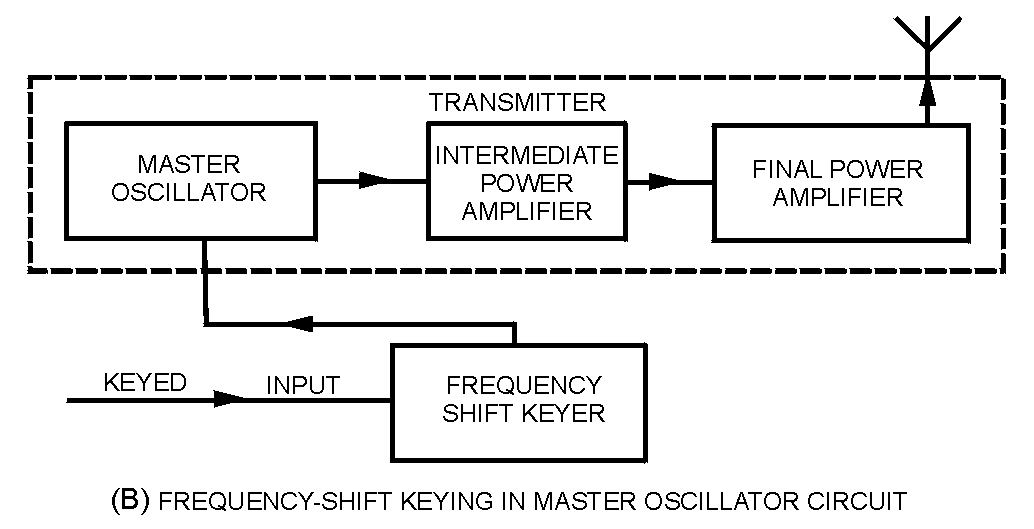 TRANSMITTER
MASTER
OSCILLATOR
INTERMEDIATE
POWER
AMPLIFIER
FINAL POWER
AMPLIFIER
KEYED INPUT
FREQUENCY
SHIFT KEYER
(B) FREQUENCY-SHIFT KEYING IN MASTER OSCILLATOR CIRCUIT